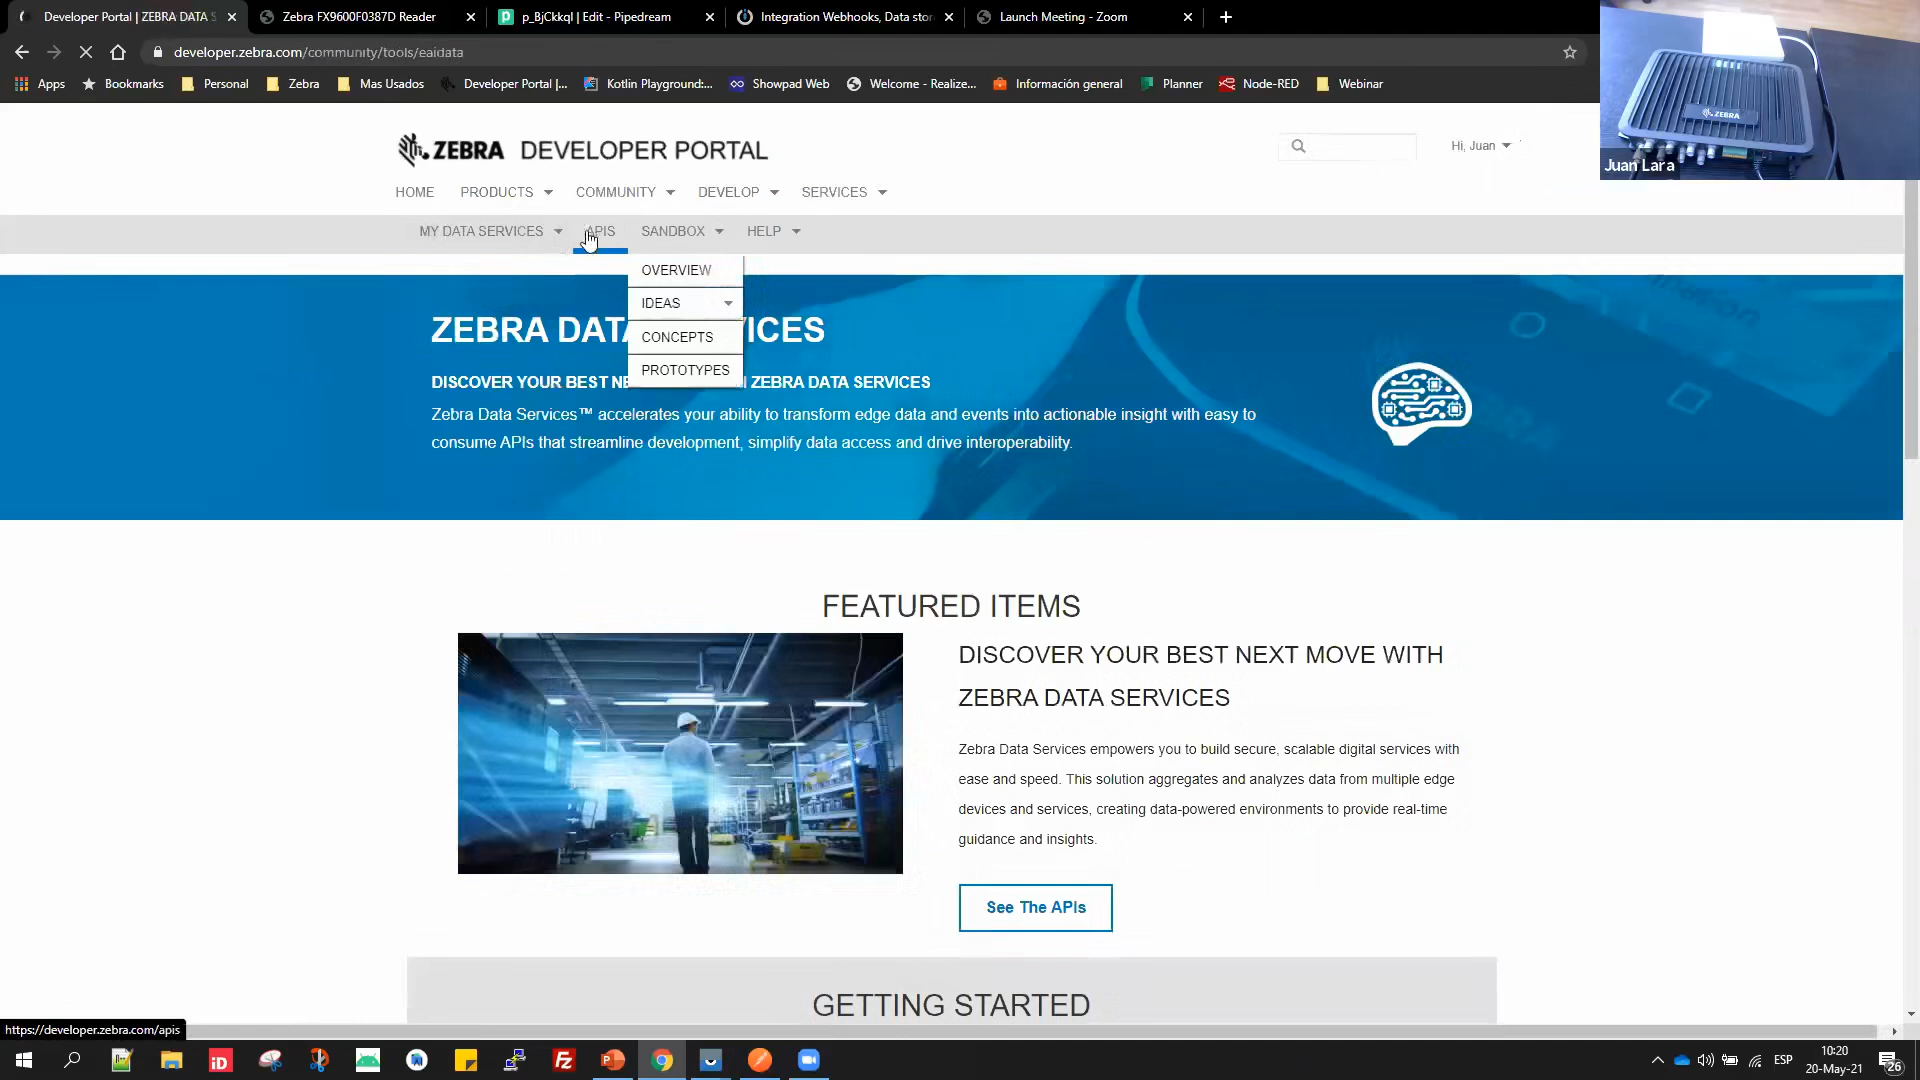 Developer Portal | ZEBRA DATA S
Zebra FX9600F0387D Reader
p_BjCkkql | Edit - Pipedream
Integration Webhooks, Data stor
Launch Meeting - Zoom
developer.zebra.com/community/tools/eaidata
Apps
Bookmarks
Personal
Zebra
Mas Usados
Developer Portal |...
Kotlin Playground:...
Showpad Web
Welcome - Realize...
Información general
Planner
Node-RED
Webinar
ZEBRA
Juan Lara
ZEBRA DEVELOPER PORTAL
Hi, Juan
HOME
PRODUCTS
COMMUNITY
DEVELOP
SERVICES
MY DATA SERVICES
APIS
SANDBOX
HELP
OVERVIEW
IDEAS
CONCEPTS
PROTOTYPES
ZEBRA DAT VICES
DISCOVER YOUR BEST NE ZEBRA DATA SERVICES
Zebra Data Services™ accelerates your ability to transform edge data and events into actionable insight with easy to
consume APIs that streamline development, simplify data access and drive interoperability.
FEATURED ITEMS
DISCOVER YOUR BEST NEXT MOVE WITH
ZEBRA DATA SERVICES
Zebra Data Services empowers you to build secure, scalable digital services with
ease and speed. This solution aggregates and analyzes data from multiple edge
devices and services, creating data-powered environments to provide real-time
guidance and insights.
See The APIs
GETTING STARTED
https://developer.zebra.com/apis
ESP
10:20
20-May-21
26